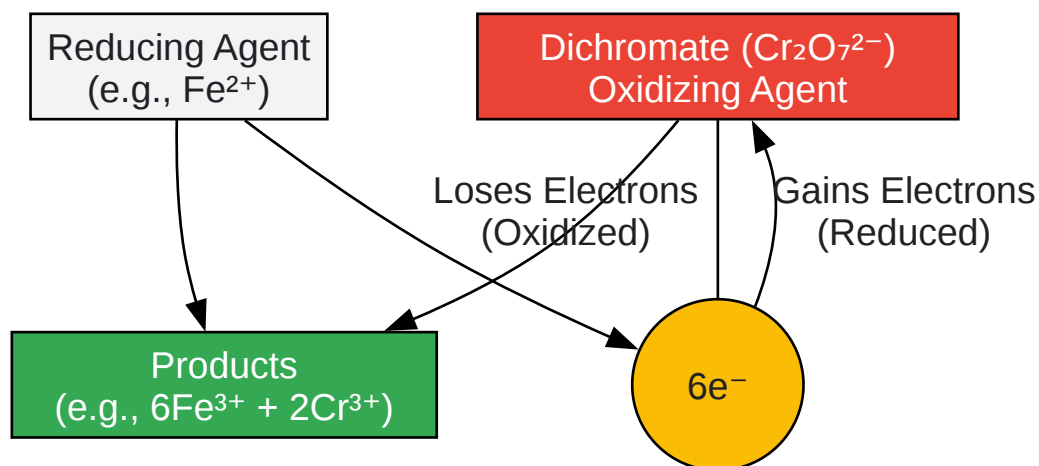 Reducing Agent
(e.g., Fe²⁺)
Dichromate (Cr₂O₇²⁻)
Oxidizing Agent
Loses Electrons
(Oxidized)
Gains Electrons
(Reduced)
Products
(e.g., 6Fe³⁺ + 2Cr³⁺)
6e⁻